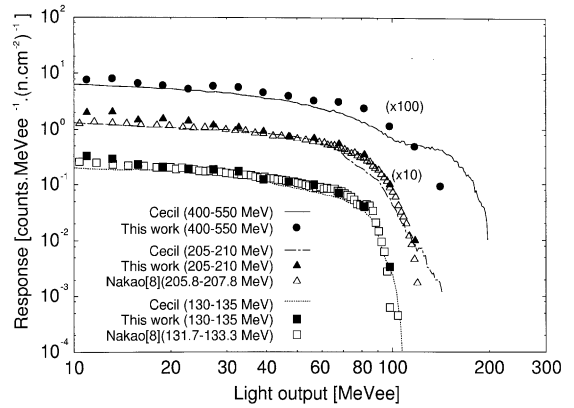 Response [counts.MeVee⁻¹.(n.cm⁻²)⁻¹]
10²
10¹
10⁰
10⁻¹
10⁻²
10⁻³
10⁻⁴
(x100)
(x10)
Cecil (400-550 MeV)
This work (400-550 MeV)
Cecil (205-210 MeV)
This work (205-210 MeV)
Nakao[8](205.8-207.8 MeV)
Cecil (130-135 MeV)
This work (130-135 MeV)
Nakao[8](131.7-133.3 MeV)
10 20 30 40 60 80 100 200 300
Light output [MeVee]